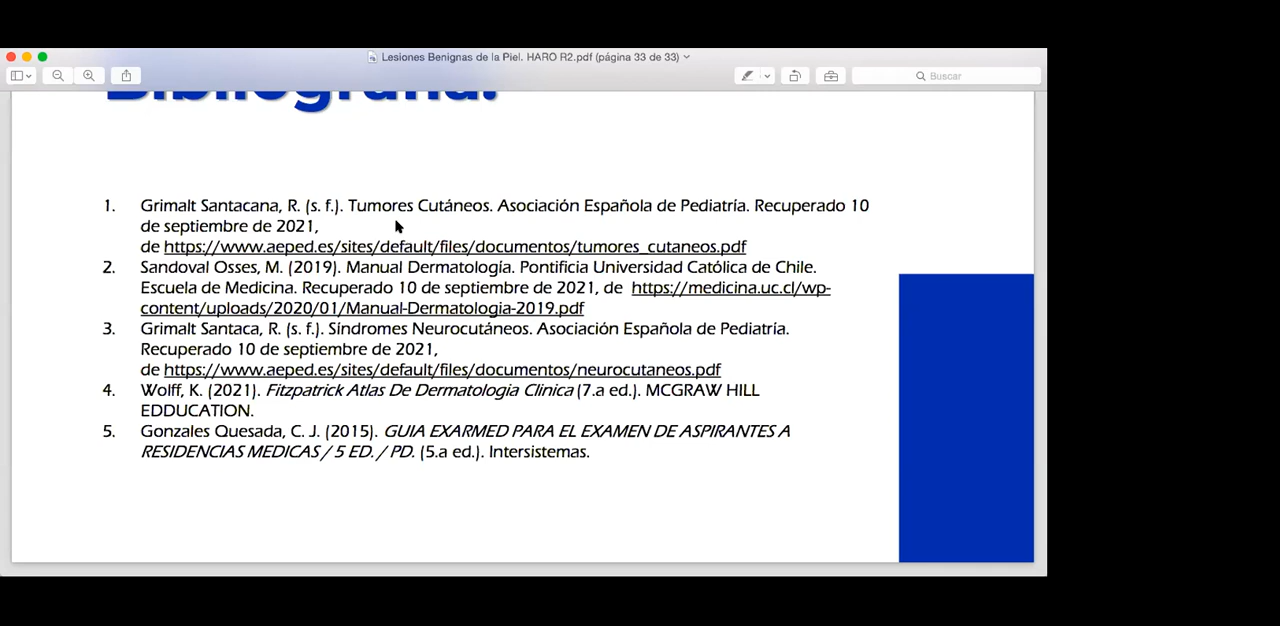 Lesiones Benignas de la Piel. HARO R2.pdf (página 33 de 33)
Buscar
Bibliografía.
1. Grimalt Santacana, R. (s. f.). Tumores Cutáneos. Asociación Española de Pediatría. Recuperado 10
de septiembre de 2021,
de https://www.aeped.es/sites/default/files/documentos/tumores_cutaneos.pdf
2. Sandoval Osses, M. (2019). Manual Dermatología. Pontificia Universidad Católica de Chile.
Escuela de Medicina. Recuperado 10 de septiembre de 2021, de https://medicina.uc.cl/wp-
content/uploads/2020/01/Manual-Dermatologia-2019.pdf
3. Grimalt Santaca, R. (s. f.). Síndromes Neurocutáneos. Asociación Española de Pediatría.
Recuperado 10 de septiembre de 2021,
de https://www.aeped.es/sites/default/files/documentos/neurocutaneos.pdf
4. Wolff, K. (2021). Fitzpatrick Atlas De Dermatologia Clinica (7.a ed.). MCGRAW HILL
EDDUCATION.
5. Gonzales Quesada, C. J. (2015). GUIA EXARMED PARA EL EXAMEN DE ASPIRANTES A
RESIDENCIAS MEDICAS / 5 ED. / PD. (5.a ed.). Intersistemas.